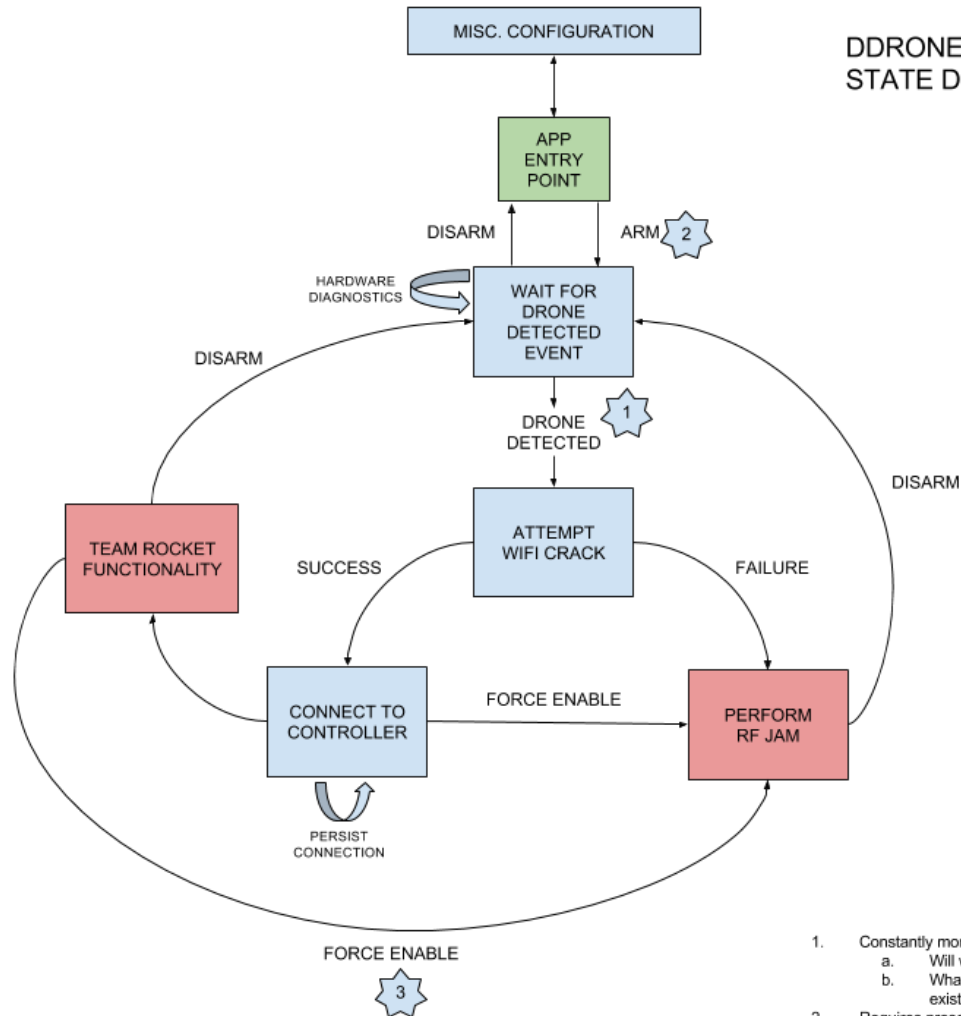 MISC. CONFIGURATION
DDRONE
STATE D
APP
ENTRY
POINT
DISARM
ARM
2
HARDWARE
DIAGNOSTICS
WAIT FOR
DRONE
DETECTED
EVENT
DISARM
1
DRONE
DETECTED
DISARM
TEAM ROCKET
FUNCTIONALITY
ATTEMPT
WIFI CRACK
SUCCESS
FAILURE
CONNECT TO
CONTROLLER
FORCE ENABLE
PERFORM
RF JAM
PERSIST
CONNECTION
FORCE ENABLE
3
1. Constantly mor
a. Will
b. Wha
exist